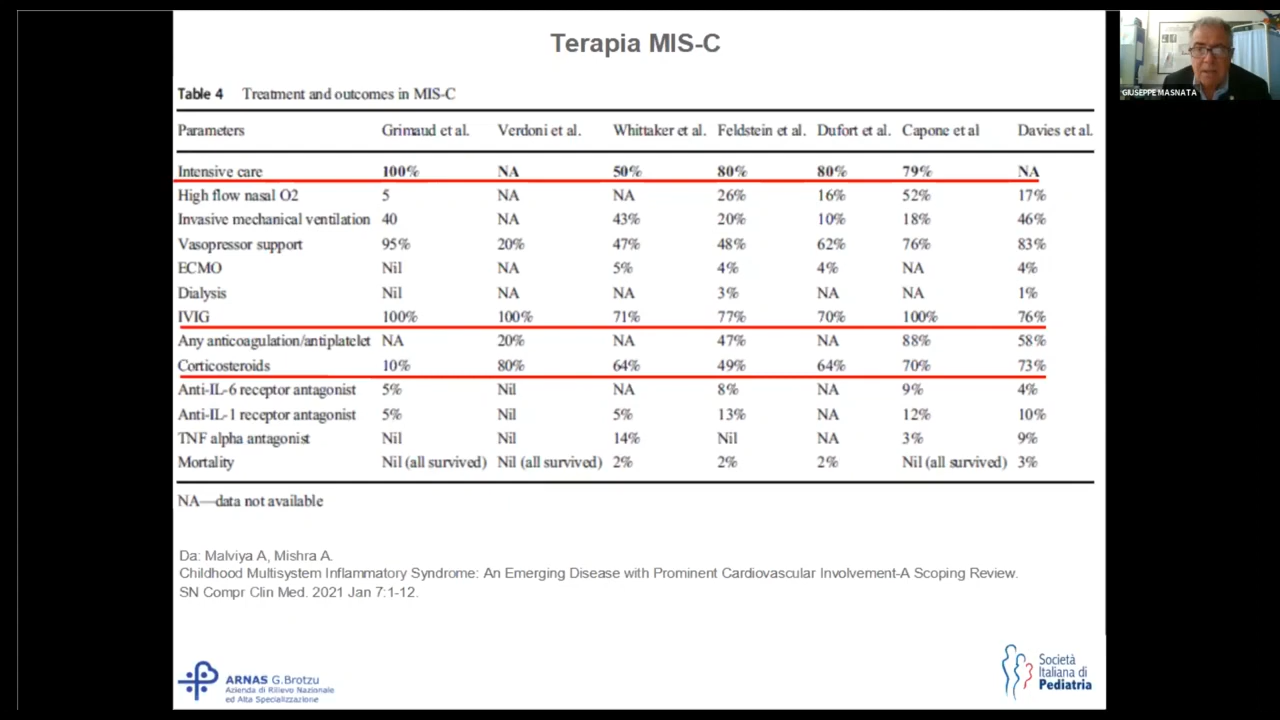 Terapia MIS-C
GIUSEPPE MASNATA
Table 4 Treatment and outcomes in MIS-C
Parameters Grimaud et al. Verdoni et al. Whittaker et al. Feldstein et al. Dufort et al. Capone et al Davies et al.
Intensive care 100% NA 50% 80% 80% 79% NA
High flow nasal O2 5 NA NA 26% 16% 52% 17%
Invasive mechanical ventilation 40 NA 43% 20% 10% 18% 46%
Vasopressor support 95% 20% 47% 48% 62% 76% 83%
ECMO Nil NA 5% 4% 4% NA 4%
Dialysis Nil NA NA 3% NA NA 1%
IVIG 100% 100% 71% 77% 70% 100% 76%
Any anticoagulation/antiplatelet NA 20% NA 47% NA 88% 58%
Corticosteroids 10% 80% 64% 49% 64% 70% 73%
Anti-IL-6 receptor antagonist 5% Nil NA 8% NA 9% 4%
Anti-IL-1 receptor antagonist 5% Nil 5% 13% NA 12% 10%
TNF alpha antagonist Nil Nil 14% Nil NA 3% 9%
Mortality Nil (all survived) Nil (all survived) 2% 2% 2% Nil (all survived) 3%
NA—data not available
Da: Malviya A, Mishra A.
Childhood Multisystem Inflammatory Syndrome: An Emerging Disease with Prominent Cardiovascular Involvement-A Scoping Review.
SN Compr Clin Med. 2021 Jan 7:1-12.
ARNAS G.Brotzu
Azienda di Rilievo Nazionale
ed Alta Specializzazione
Società
Italiana di
Pediatria